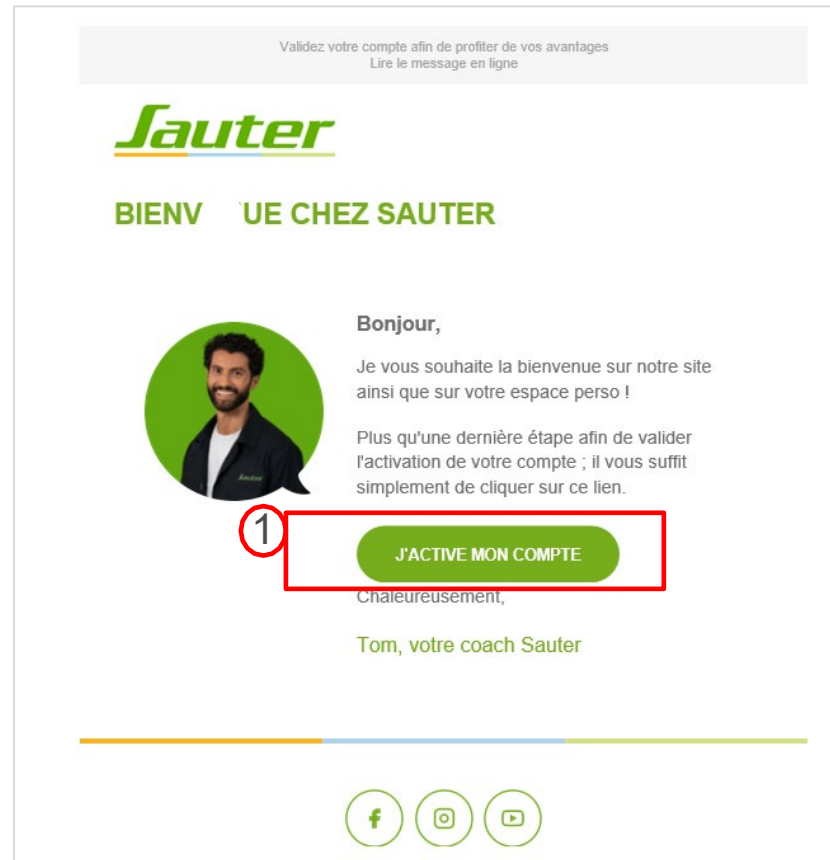 Validez votre compte afin de profiter de vos avantages
Lire le message en ligne
Sauter
BIENV UE CHEZ SAUTER
Bonjour,
Je vous souhaite la bienvenue sur notre site
ainsi que sur votre espace perso !
Plus qu'une dernière étape afin de valider
l'activation de votre compte ; il vous suffit
simplement de cliquer sur ce lien.
1
J'ACTIVE MON COMPTE
Chaleureusement,
Tom, votre coach Sauter